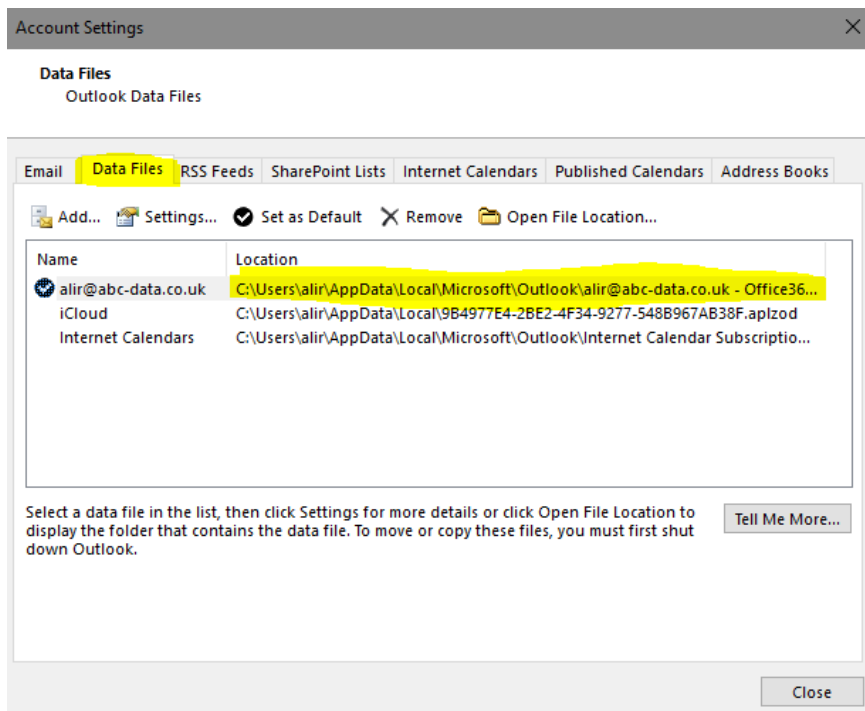 Account Settings
Data Files
Outlook Data Files
Email Data Files RSS Feeds SharePoint Lists Internet Calendars Published Calendars Address Books
Add... Settings... Set as Default Remove Open File Location...
Name Location
alir@abc-data.co.uk C:\Users\alir\AppData\Local\Microsoft\Outlook\alir@abc-data.co.uk - Office36...
iCloud C:\Users\alir\AppData\Local\9B4977E4-2BE2-4F34-9277-548B967AB38F.aplzod
Internet Calendars C:\Users\alir\AppData\Local\Microsoft\Outlook\Internet Calendar Subscriptio...
Select a data file in the list, then click Settings for more details or click Open File Location to
display the folder that contains the data file. To move or copy these files, you must first shut
down Outlook.
Tell Me More...
Close